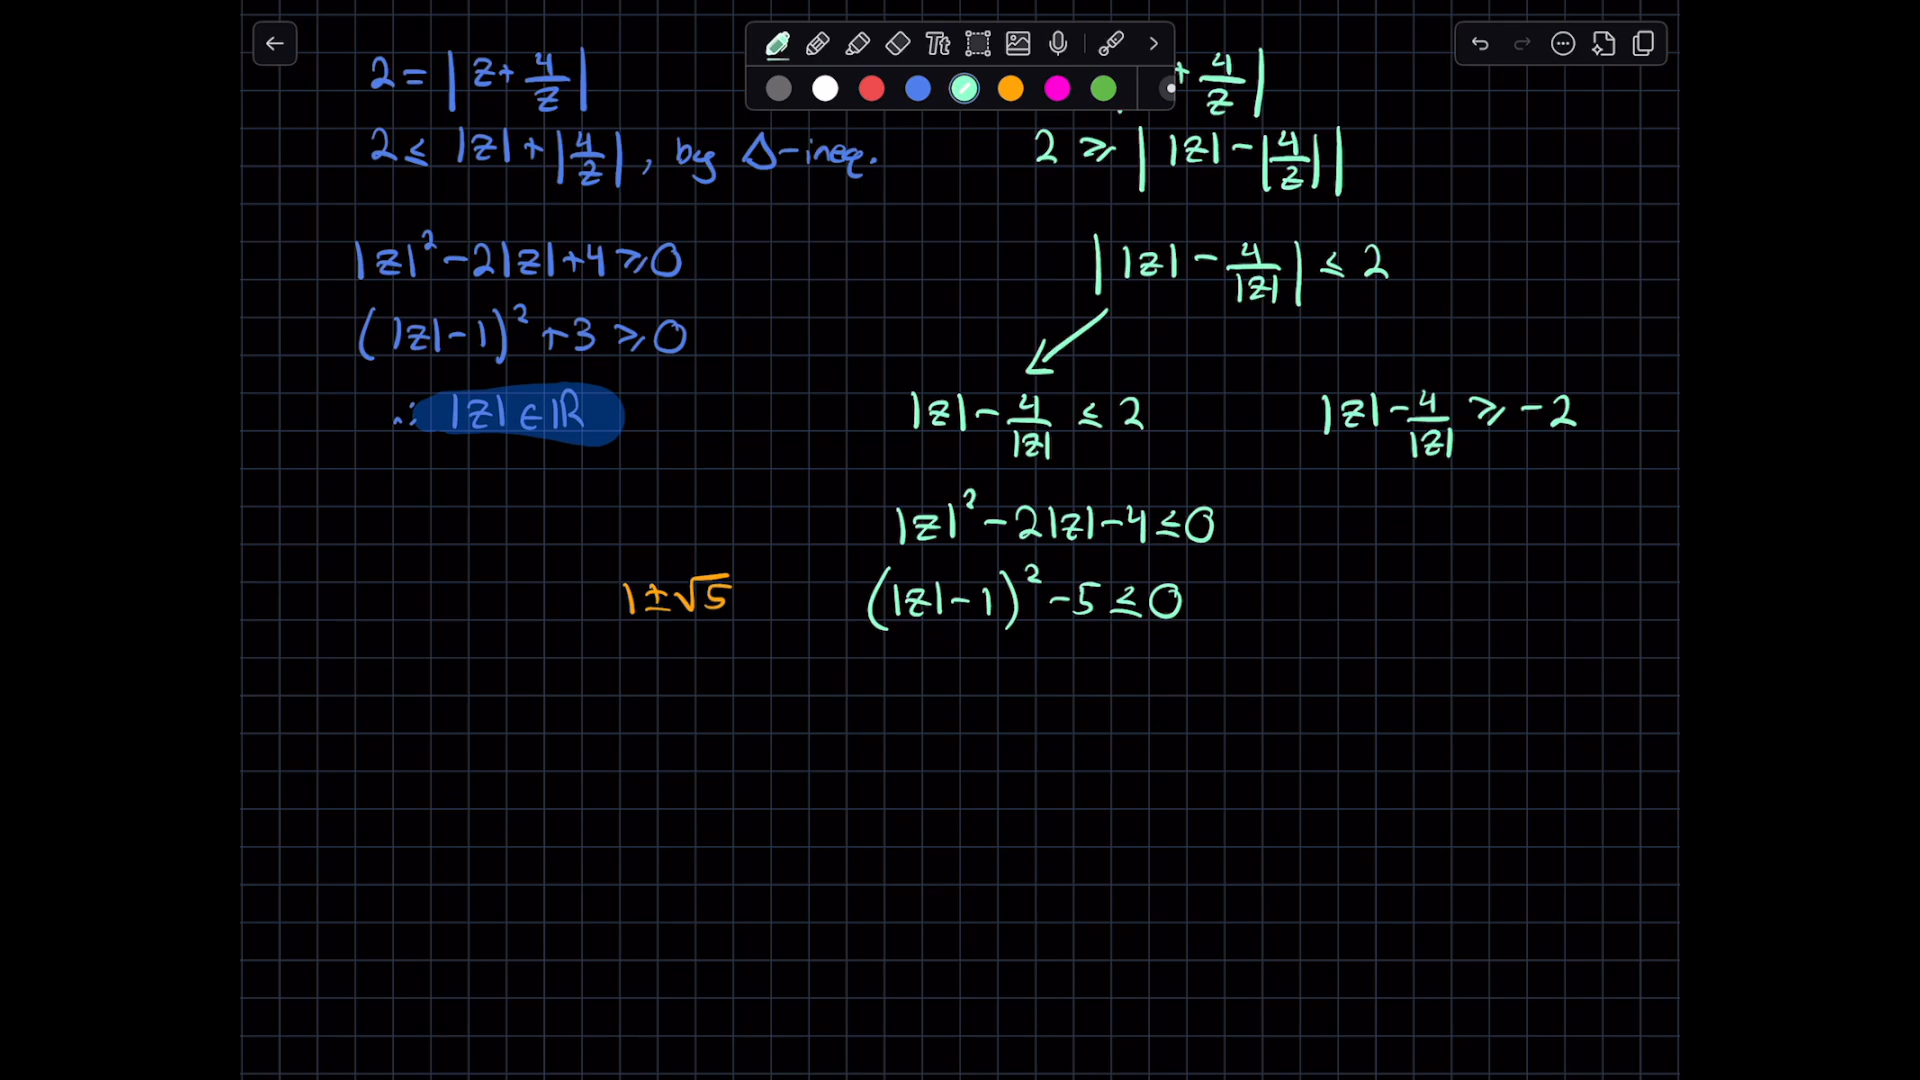 2 = |z + 4/z|
2 ≤ |z| + |4/z|, by Δ-ineq.
|z|² - 2|z| + 4 ≥ 0
(|z| - 1)² + 3 ≥ 0
∴ |z| ∈ ℝ
Tt
+ 4/z|
2 ≥ ||z| - |4/z||
||z| - 4/|z|| ≤ 2
|z| - 4/|z| ≤ 2
|z| - 4/|z| ≥ -2
|z|² - 2|z| - 4 ≤ 0
1 ± √5
(|z| - 1)² - 5 ≤ 0